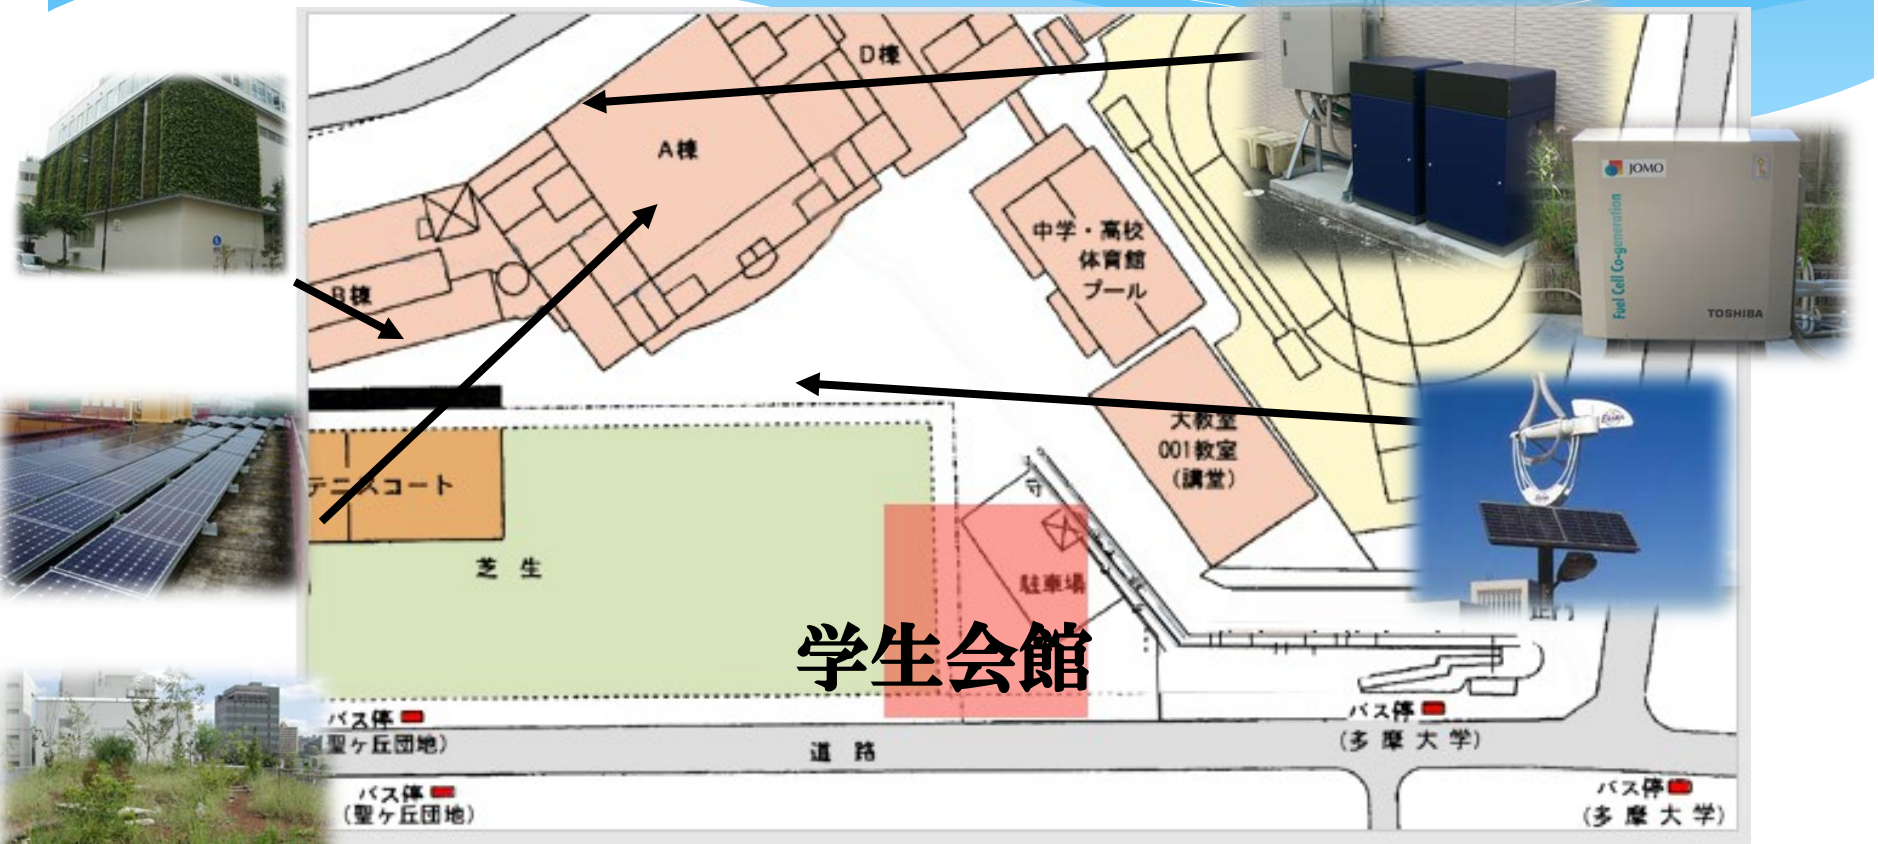 D棟
A棟
B棟
中学・高校
体育館
プール
大教室
001教室
(講堂)
テニスコート
芝生
駐車場
学生会館
バス停
聖ヶ丘団地)
バス停
(聖ヶ丘団地)
道路
バス停
(多摩大学)
バス停
(多摩大学)
JOMO
Fuel Cell Co-generation
TOSHIBA